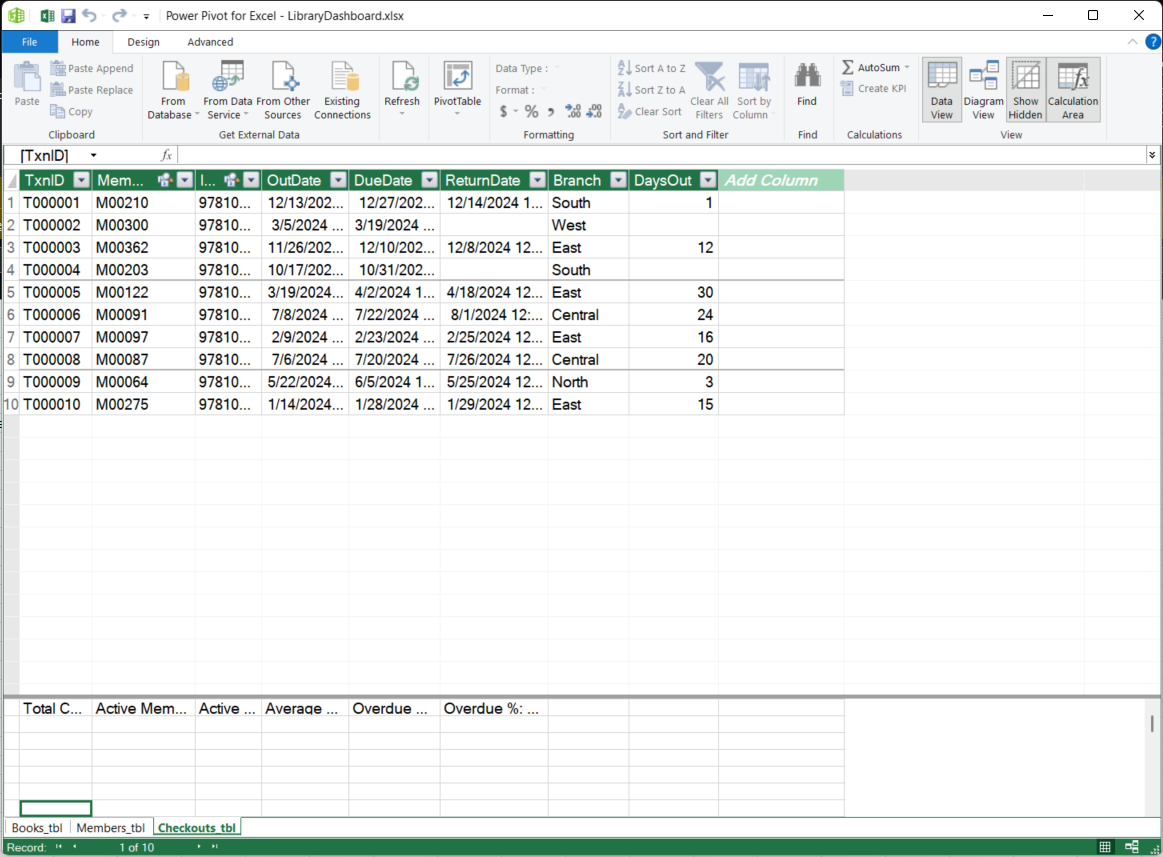 Power Pivot for Excel - LibraryDashboard.xlsx
File Home Design Advanced
Paste
Paste Append
Paste Replace
Copy
Clipboard
From Database
From Data Service
From Other Sources
Existing Connections
Get External Data
Refresh
PivotTable
Data Type :
Format :
$ % ,
Formatting
Sort A to Z
Sort Z to A
Clear Sort
Clear All Filters
Sort by Column
Sort and Filter
Find
Find
AutoSum
Create KPI
Calculations
Data View
Diagram View
Show Hidden
Calculation Area
View
[TxnID] fx
TxnID Mem... I... OutDate DueDate ReturnDate Branch DaysOut Add Column
1 T000001 M00210 97810... 12/13/202... 12/27/202... 12/14/2024 1... South 1
2 T000002 M00300 97810... 3/5/2024 ... 3/19/2024 ... West
3 T000003 M00362 97810... 11/26/202... 12/10/202... 12/8/2024 12... East 12
4 T000004 M00203 97810... 10/17/202... 10/31/202... South
5 T000005 M00122 97810... 3/19/2024... 4/2/2024 1... 4/18/2024 12... East 30
6 T000006 M00091 97810... 7/8/2024 ... 7/22/2024 ... 8/1/2024 12:... Central 24
7 T000007 M00097 97810... 2/9/2024 ... 2/23/2024 ... 2/25/2024 12... East 16
8 T000008 M00087 97810... 7/6/2024 ... 7/20/2024 ... 7/26/2024 12... Central 20
9 T000009 M00064 97810... 5/22/2024... 6/5/2024 1... 5/25/2024 12... North 3
10 T000010 M00275 97810... 1/14/2024... 1/28/2024 ... 1/29/2024 12... East 15
Total C... Active Mem... Active ... Average ... Overdue ... Overdue %: ...
Books_tbl Members_tbl Checkouts_tbl
Record: 1 of 10